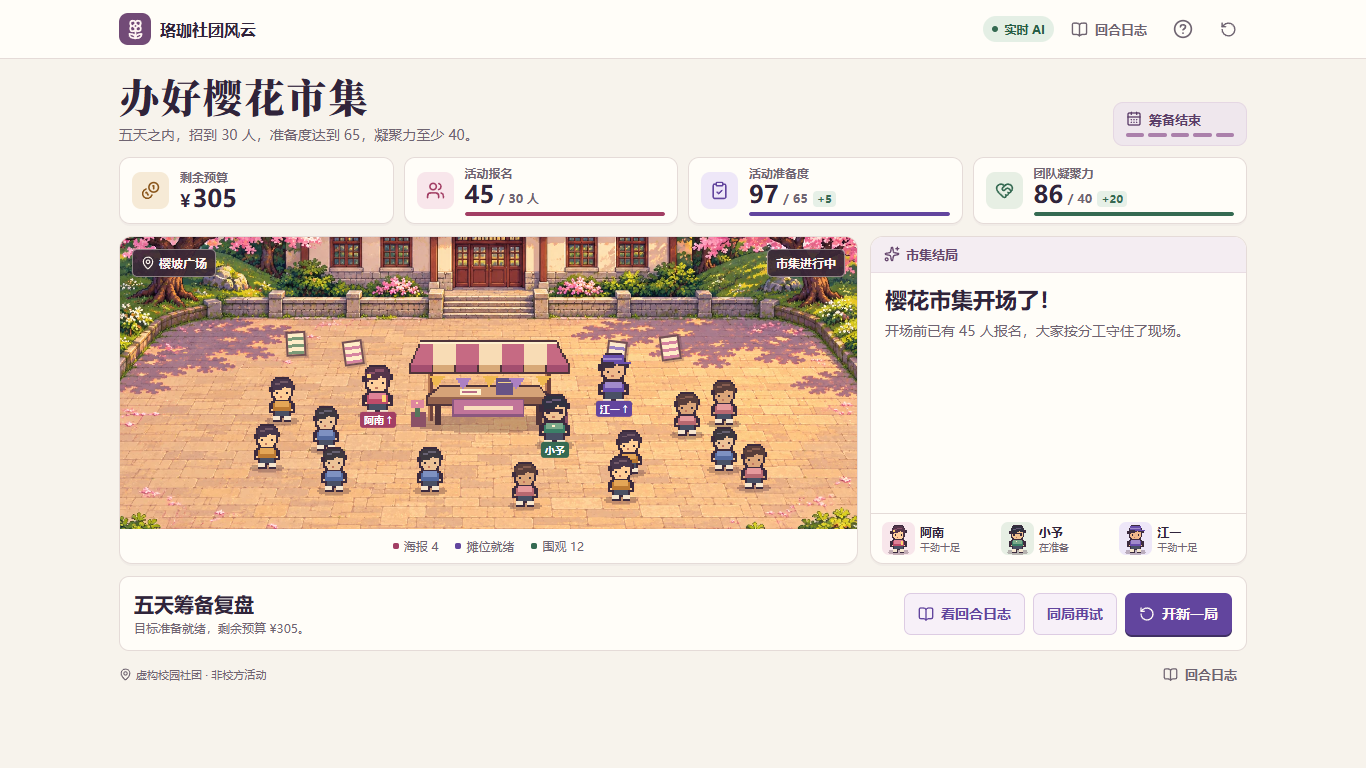 珞珈社团风云
实时 AI
回合日志
办好樱花市集
五天之内，招到 30 人，准备度达到 65，凝聚力至少 40。
筹备结束
剩余预算
¥305
活动报名
45 / 30 人
活动准备度
97 / 65 +5
团队凝聚力
86 / 40 +20
樱坡广场
市集进行中
阿南↑
小予
江一↑
海报 4
摊位就绪
围观 12
市集结局
樱花市集开场了！
开场前已有 45 人报名，大家按分工守住了现场。
阿南
干劲十足
小予
在准备
江一
干劲十足
五天筹备复盘
目标准备就绪，剩余预算 ¥305。
看回合日志
同局再试
开新一局
虚构校园社团 · 非校方活动
回合日志